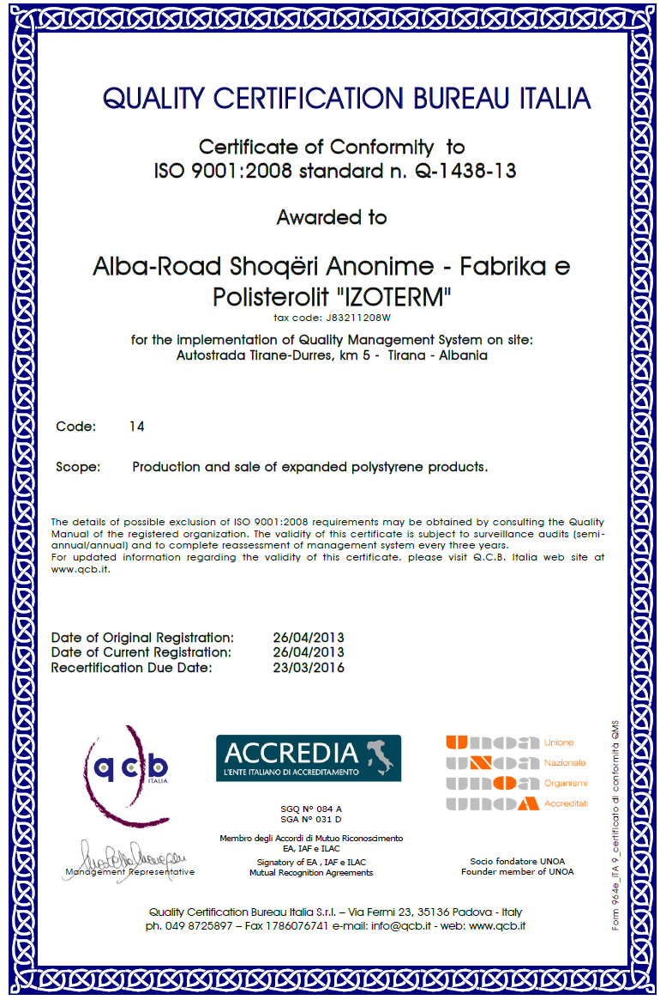 QUALITY CERTIFICATION BUREAU ITALIA
Certificate of Conformity to
ISO 9001:2008 standard n. Q-1438-13
Awarded to
Alba-Road Shoqëri Anonime - Fabrika e
Polisterolit "IZOTERM"
tax code: J83211208W
for the implementation of Quality Management System on site:
Autostrada Tirane-Durres, km 5 - Tirana - Albania
Code: 14
Scope: Production and sale of expanded polystyrene products.
The details of possible exclusion of ISO 9001:2008 requirements may be obtained by consulting the Quality
Manual of the registered organization. The validity of this certificate is subject to surveillance audits (semi-
annual/annual) and to complete reassessment of management system every three years.
For updated information regarding the validity of this certificate, please visit Q.C.B. Italia web site at
www.qcb.it.
Date of Original Registration: 26/04/2013
Date of Current Registration: 26/04/2013
Recertification Due Date: 23/03/2016
qcb
ITALIA
Management Representative
ACCREDIA
L'ENTE ITALIANO DI ACCREDITAMENTO
SGQ N° 084 A
SGA N° 031 D
Membro degli Accordi di Mutuo Riconoscimento
EA, IAF e ILAC
Signatory of EA , IAF e ILAC
Mutual Recognition Agreements
UNOA Unione
UNOA Nazionale
UNOA Organismi
UNOA Accreditati
Socio fondatore UNOA
Founder member of UNOA
Form 964e_ITA 9_certificato di conformità QMS
Quality Certification Bureau Italia S.r.l. – Via Fermi 23, 35136 Padova - Italy
ph. 049 8725897 – Fax 1786076741 e-mail: info@qcb.it - web: www.qcb.it